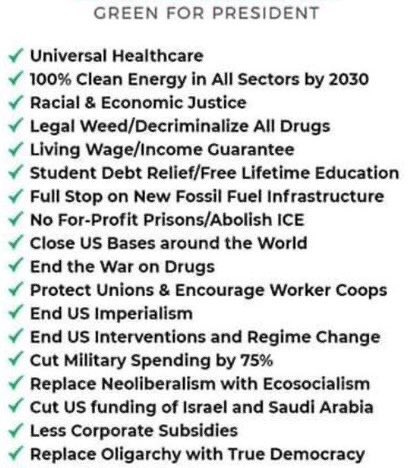 GREEN FOR PRESIDENT
Universal Healthcare
100% Clean Energy in All Sectors by 2030
Racial & Economic Justice
Legal Weed/Decriminalize All Drugs
Living Wage/Income Guarantee
Student Debt Relief/Free Lifetime Education
Full Stop on New Fossil Fuel Infrastructure
No For-Profit Prisons/Abolish ICE
Close US Bases around the World
End the War on Drugs
Protect Unions & Encourage Worker Coops
End US Imperialism
End US Interventions and Regime Change
Cut Military Spending by 75%
Replace Neoliberalism with Ecosocialism
Cut US funding of Israel and Saudi Arabia
Less Corporate Subsidies
Replace Oligarchy with True Democracy